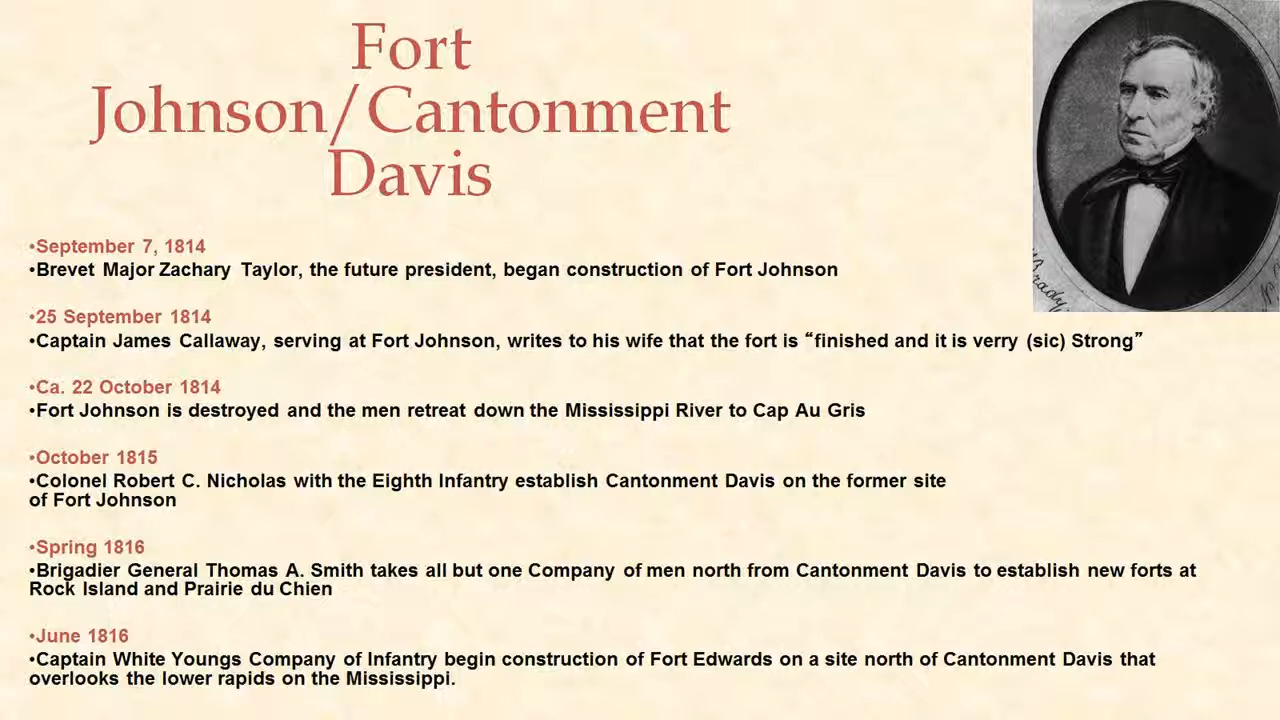 Fort
Johnson/Cantonment
Davis
•September 7, 1814
•Brevet Major Zachary Taylor, the future president, began construction of Fort Johnson
•25 September 1814
•Captain James Callaway, serving at Fort Johnson, writes to his wife that the fort is “finished and it is verry (sic) Strong”
•Ca. 22 October 1814
•Fort Johnson is destroyed and the men retreat down the Mississippi River to Cap Au Gris
•October 1815
•Colonel Robert C. Nicholas with the Eighth Infantry establish Cantonment Davis on the former site
of Fort Johnson
•Spring 1816
•Brigadier General Thomas A. Smith takes all but one Company of men north from Cantonment Davis to establish new forts at
Rock Island and Prairie du Chien
•June 1816
•Captain White Youngs Company of Infantry begin construction of Fort Edwards on a site north of Cantonment Davis that
overlooks the lower rapids on the Mississippi.
Brady